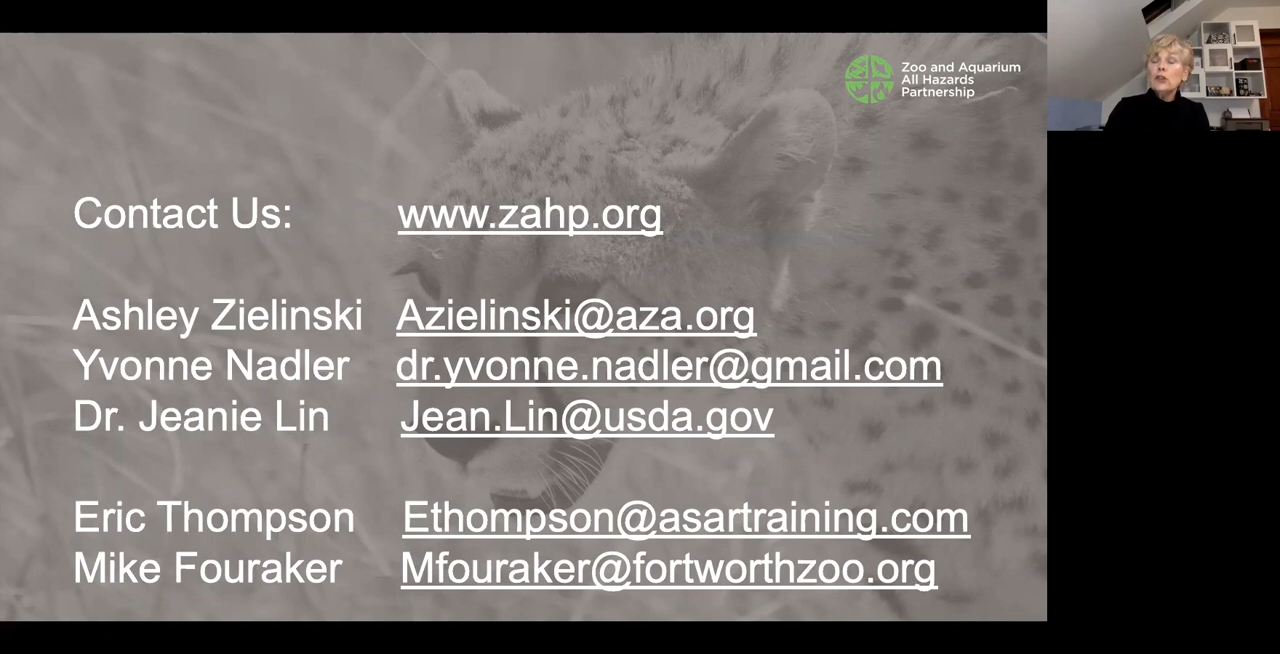 Zoo and Aquarium
All Hazards
Partnership
Contact Us: www.zahp.org
Ashley Zielinski Azielinski@aza.org
Yvonne Nadler dr.yvonne.nadler@gmail.com
Dr. Jeanie Lin Jean.Lin@usda.gov
Eric Thompson Ethompson@asartraining.com
Mike Fouraker Mfouraker@fortworthzoo.org